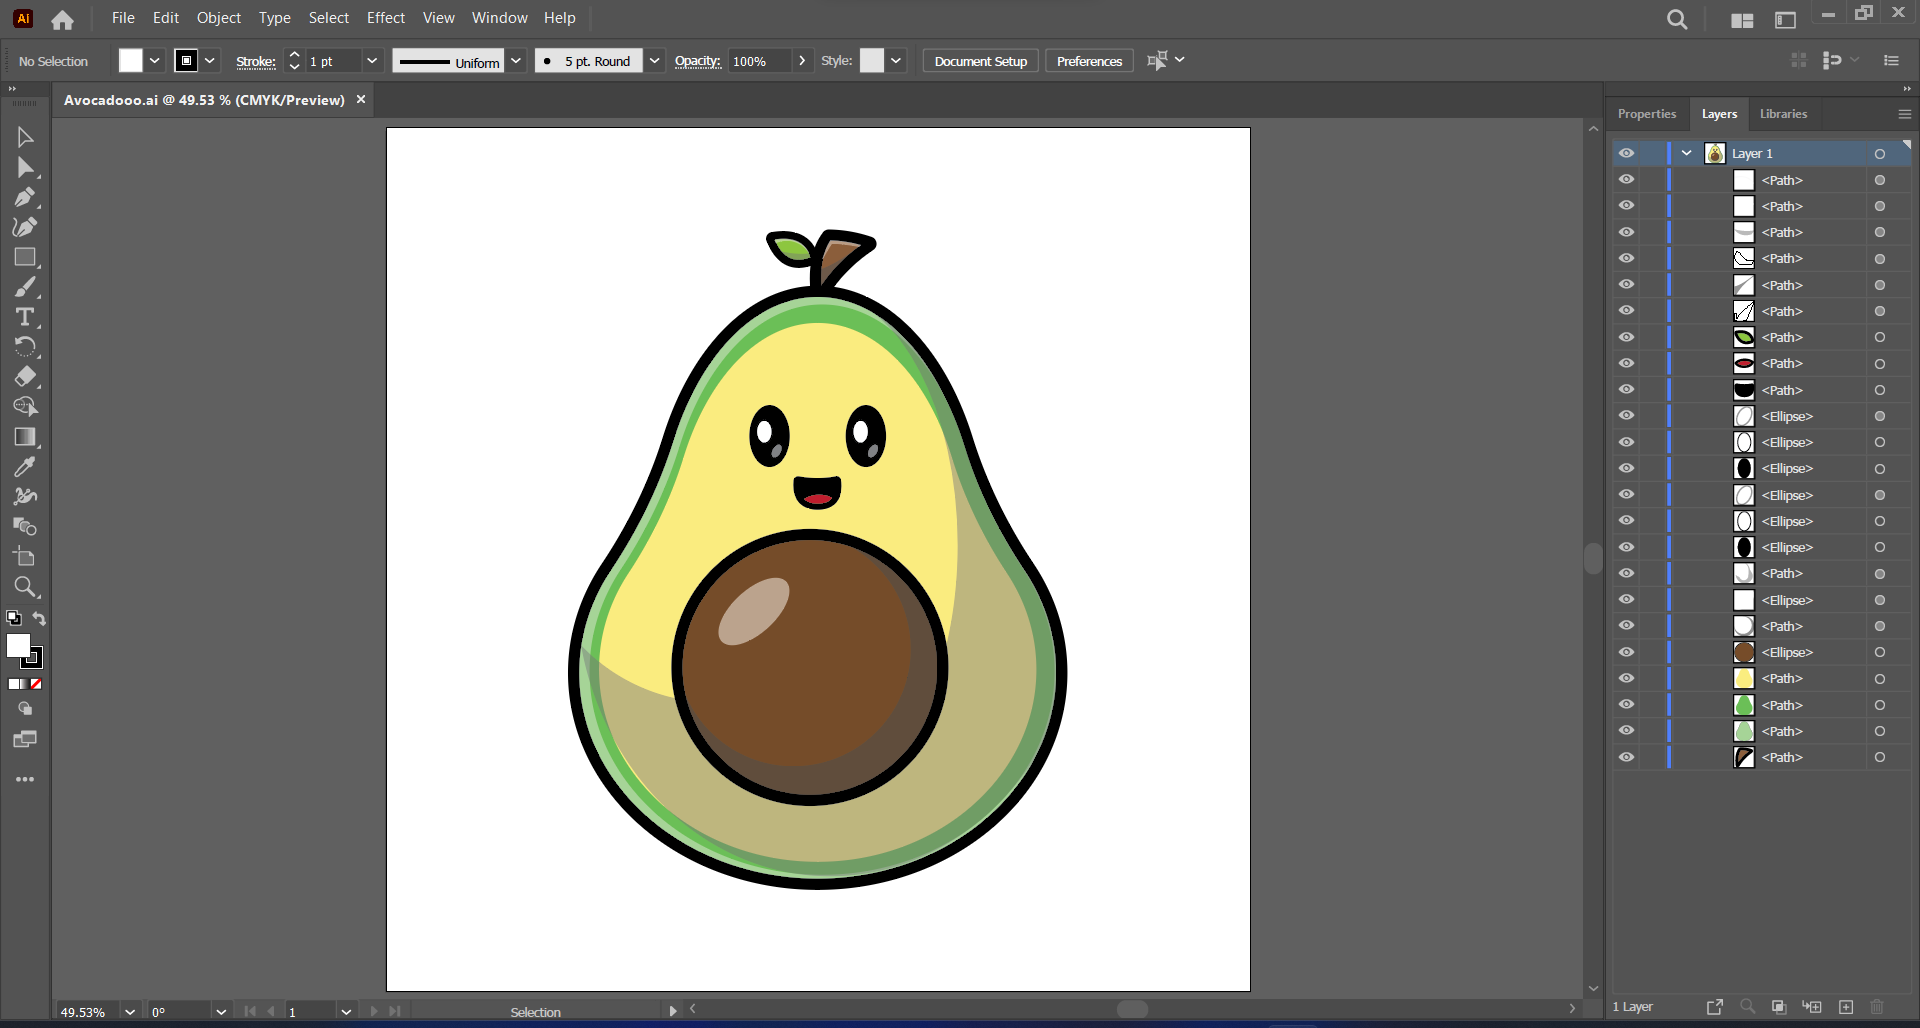 Ai File Edit Object Type Select Effect View Window Help
No Selection Stroke: 1 pt Uniform 5 pt. Round Opacity: 100% Style: Document Setup Preferences
Avocadooo.ai @ 49.53 % (CMYK/Preview)
Properties Layers Libraries
Layer 1
<Path>
<Path>
<Path>
<Path>
<Path>
<Path>
<Path>
<Path>
<Path>
<Ellipse>
<Ellipse>
<Ellipse>
<Ellipse>
<Ellipse>
<Ellipse>
<Path>
<Ellipse>
<Path>
<Ellipse>
<Path>
<Path>
<Path>
<Path>
1 Layer
49.53% 0° 1 Selection